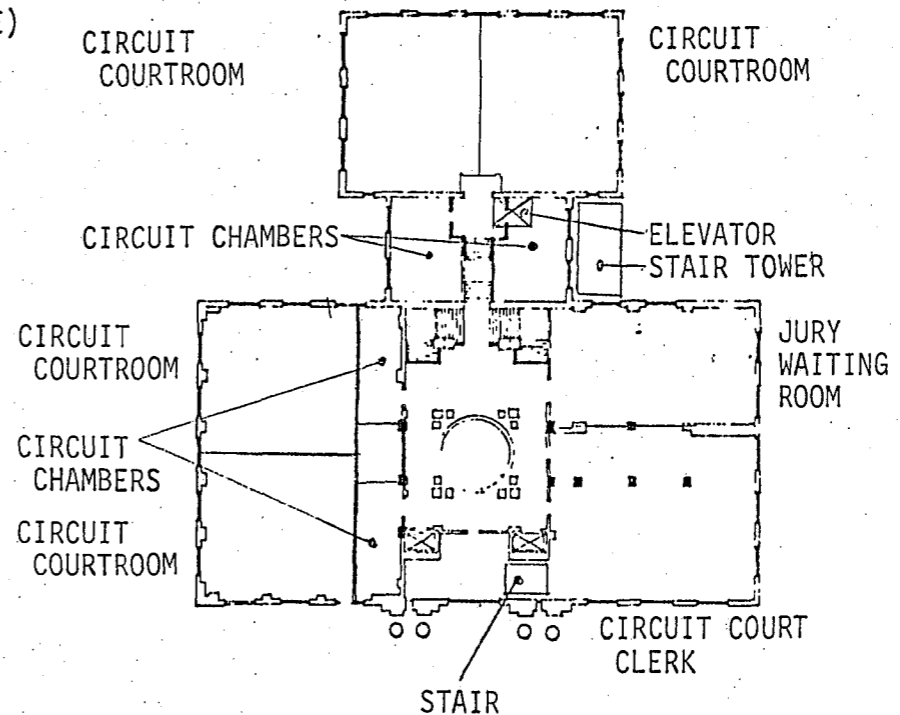 CIRCUIT
COURTROOM
CIRCUIT
COURTROOM
CIRCUIT CHAMBERS
ELEVATOR
STAIR TOWER
CIRCUIT
COURTROOM
JURY
WAITING
ROOM
CIRCUIT
CHAMBERS
CIRCUIT
COURTROOM
CIRCUIT COURT
CLERK
STAIR